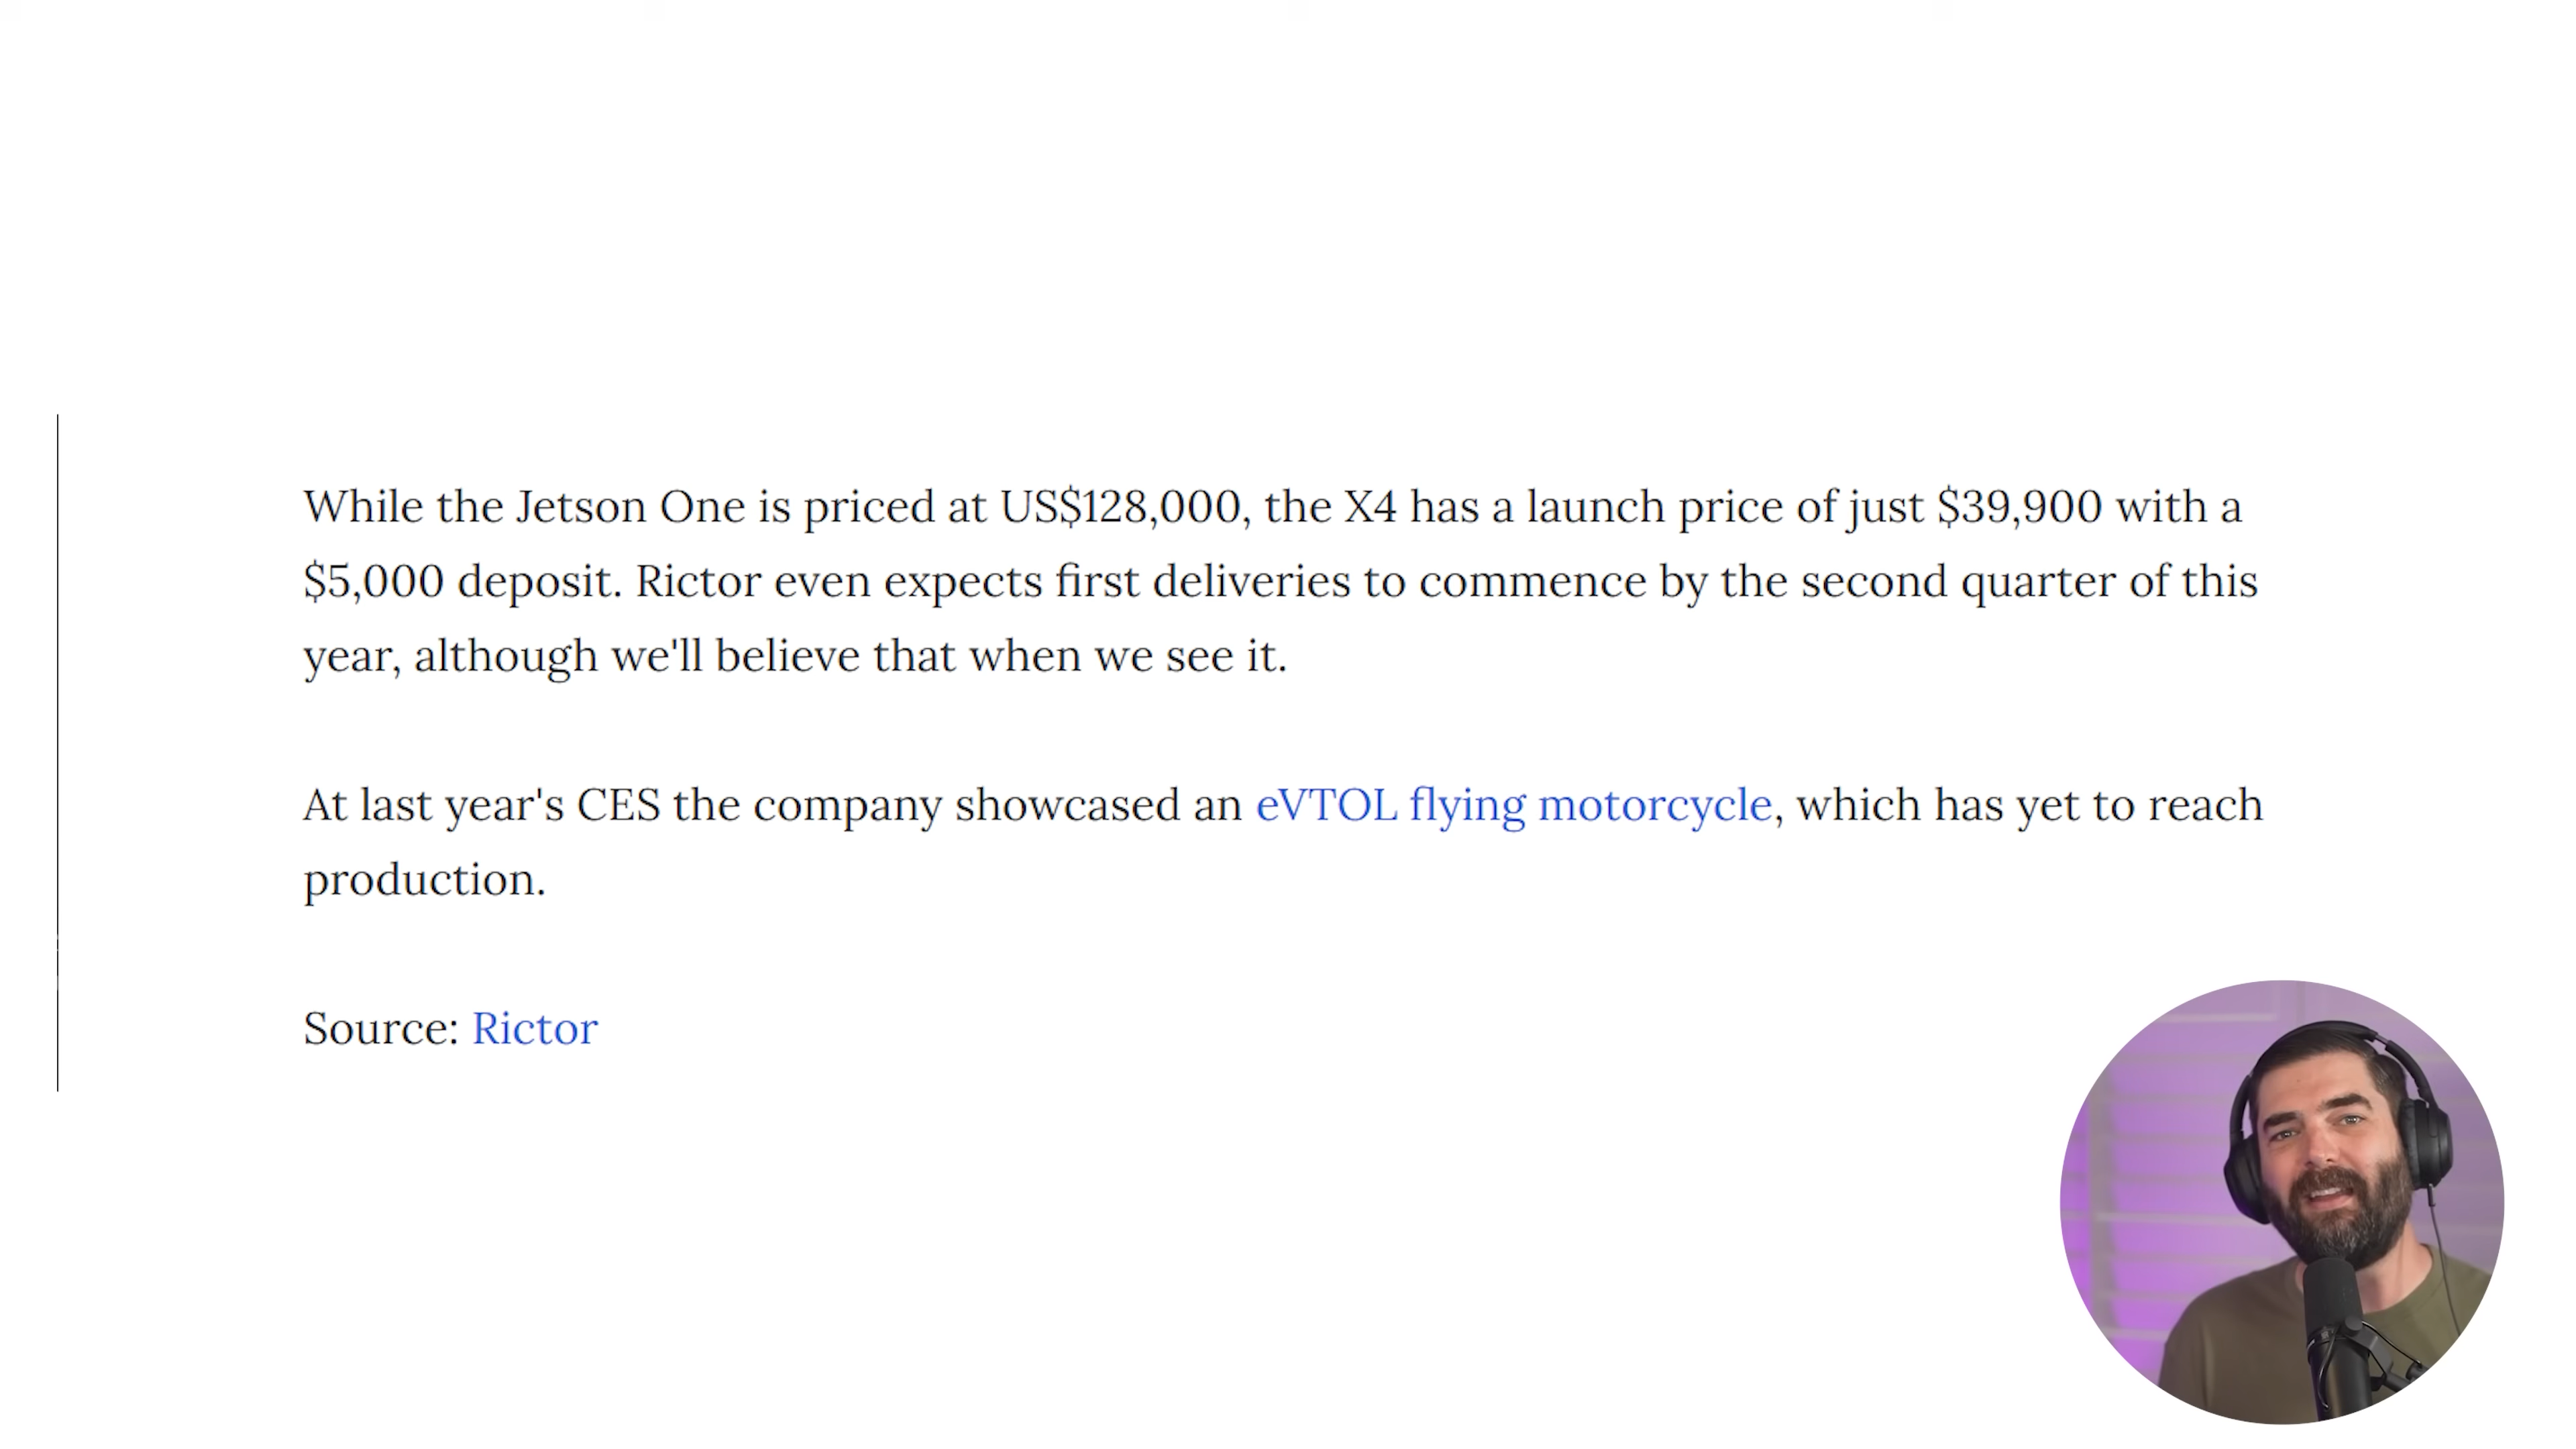 While the Jetson One is priced at US$128,000, the X4 has a launch price of just $39,900 with a
$5,000 deposit. Rictor even expects first deliveries to commence by the second quarter of this
year, although we'll believe that when we see it.
At last year's CES the company showcased an eVTOL flying motorcycle, which has yet to reach
production.
Source: Rictor